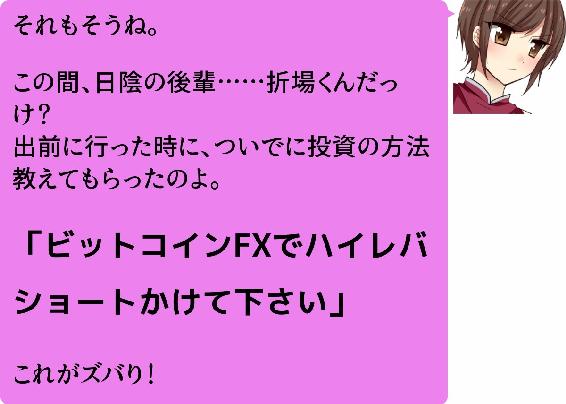 それもそうね。
この間、日陰の後輩……折場くんだっ
け？
出前に行った時に、ついでに投資の方法
教えてもらったのよ。
「ビットコインFXでハイレバ
ショートかけて下さい」
これがズバり！